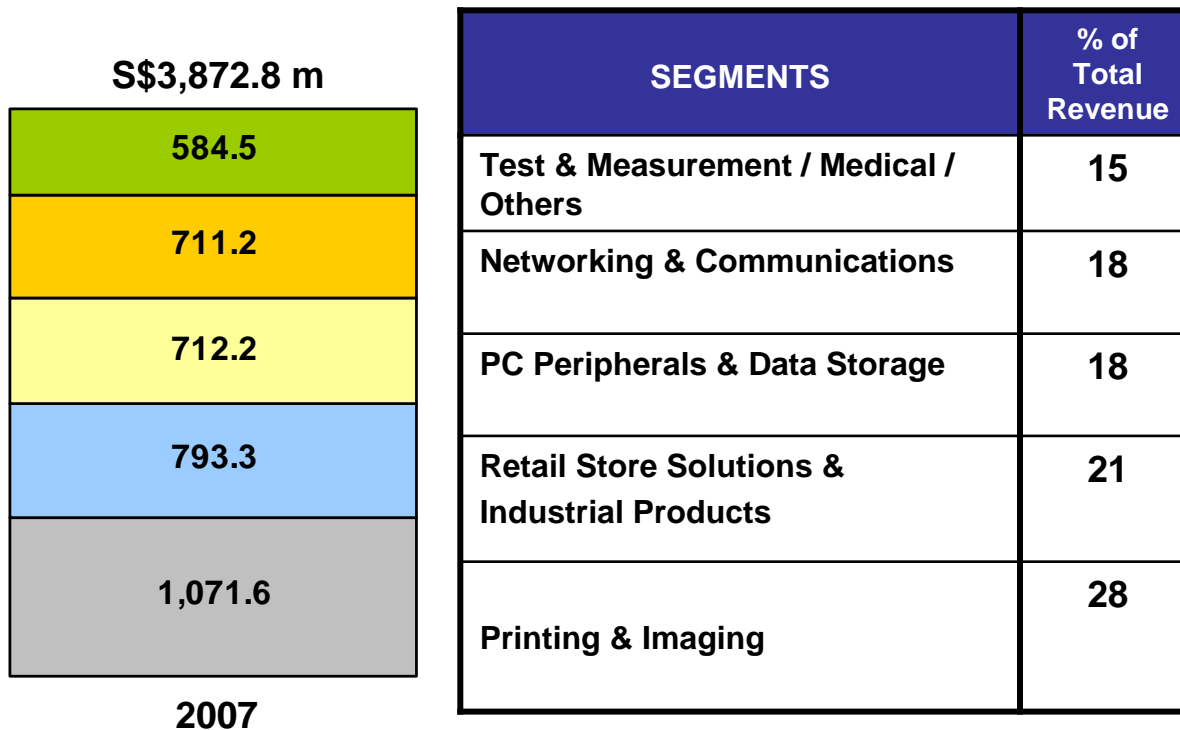 S$3,872.8 m
584.5
711.2
712.2
793.3
1,071.6
2007
SEGMENTS
% of
Total
Revenue
Test & Measurement / Medical /
Others
15
Networking & Communications
18
PC Peripherals & Data Storage
18
Retail Store Solutions &
Industrial Products
21
Printing & Imaging
28